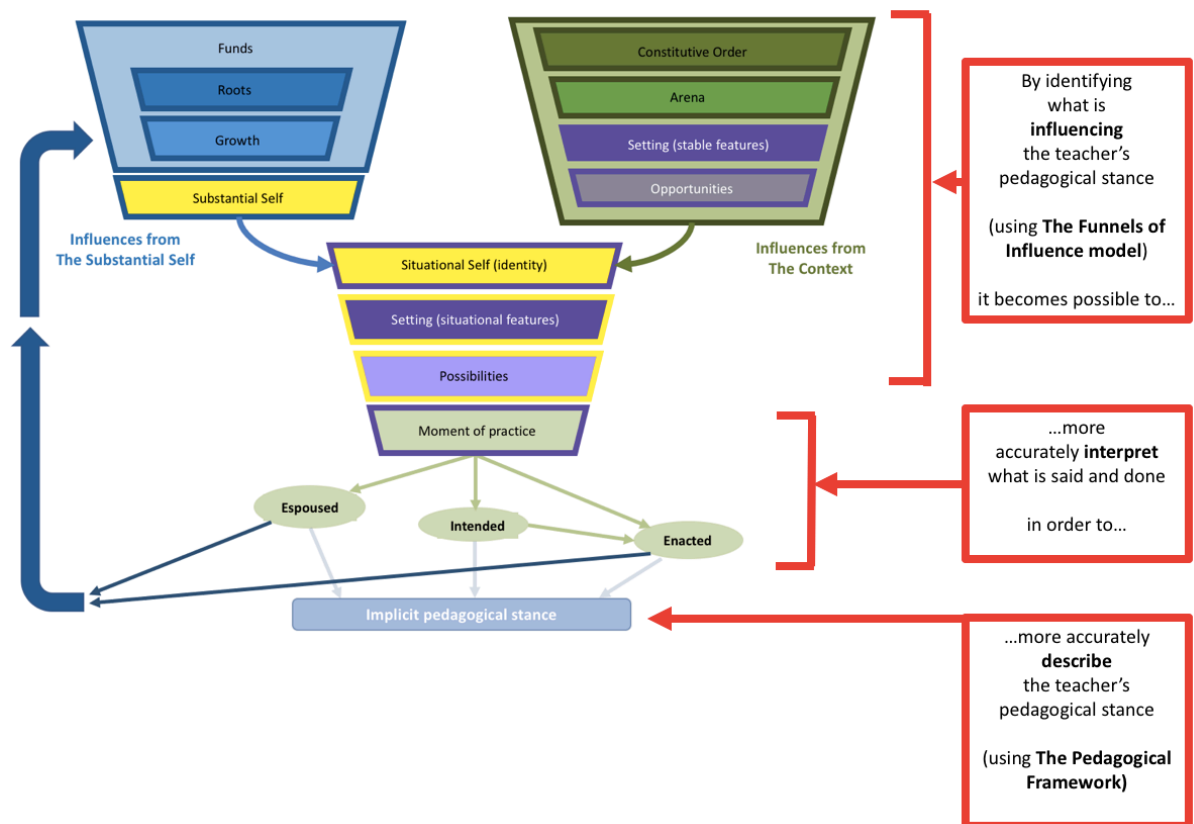 Funds
Roots
Growth
Substantial Self
Influences from
The Substantial Self
Constitutive Order
Arena
Setting (stable features)
Opportunities
Influences from
The Context
Situational Self (identity)
Setting (situational features)
Possibilities
Moment of practice
Espoused
Intended
Enacted
Implicit pedagogical stance
By identifying
what is
influencing
the teacher's
pedagogical stance
(using The Funnels of
Influence model)
it becomes possible to...
...more
accurately interpret
what is said and done
in order to...
...more accurately
describe
the teacher's
pedagogical stance
(using The Pedagogical
Framework)